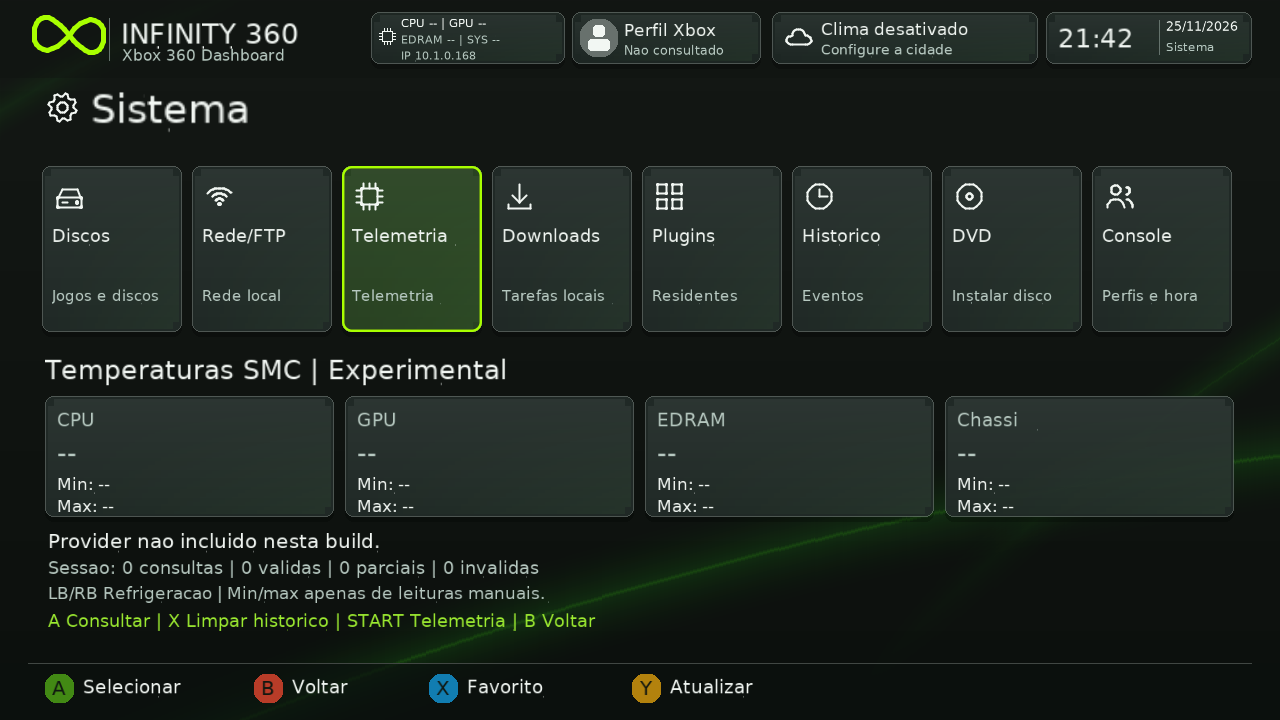 INFINITY 360
Xbox 360 Dashboard
CPU -- | GPU --
EDRAM -- | SYS --
IP 10.1.0.168
Perfil Xbox
Nao consultado
Clima desativado
Configure a cidade
21:42
25/11/2026
Sistema
Sistema
Discos
Jogos e discos
Rede/FTP
Rede local
Telemetria
Telemetria
Downloads
Tarefas locais
Plugins
Residentes
Historico
Eventos
DVD
Instalar disco
Console
Perfis e hora
Temperaturas SMC | Experimental
CPU
--
Min: --
Max: --
GPU
--
Min: --
Max: --
EDRAM
--
Min: --
Max: --
Chassi
--
Min: --
Max: --
Provider nao incluido nesta build.
Sessao: 0 consultas | 0 validas | 0 parciais | 0 invalidas
LB/RB Refrigeracao | Min/max apenas de leituras manuais.
A Consultar | X Limpar historico | START Telemetria | B Voltar
A Selecionar
B Voltar
X Favorito
Y Atualizar